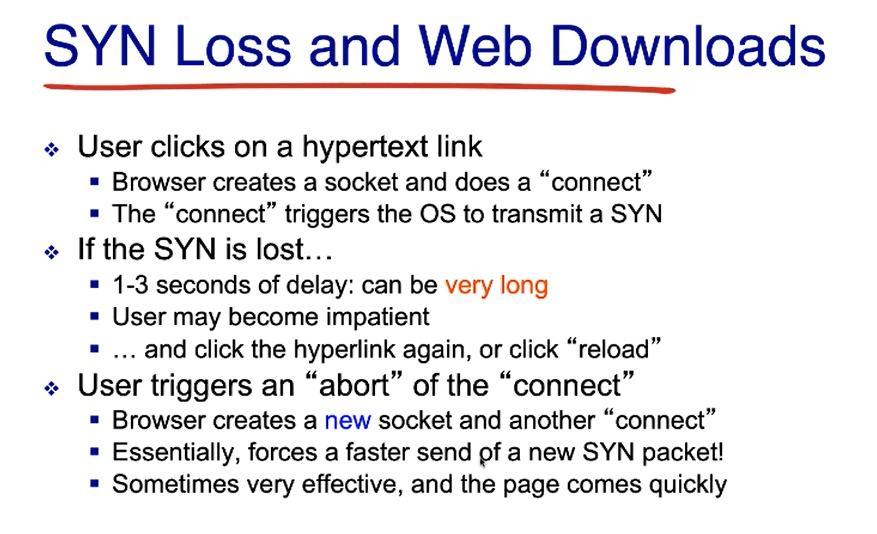 SYN Loss and Web Downloads
User clicks on a hypertext link
Browser creates a socket and does a “connect”
The “connect” triggers the OS to transmit a SYN
If the SYN is lost…
1-3 seconds of delay: can be very long
User may become impatient
… and click the hyperlink again, or click “reload”
User triggers an “abort” of the “connect”
Browser creates a new socket and another “connect”
Essentially, forces a faster send of a new SYN packet!
Sometimes very effective, and the page comes quickly